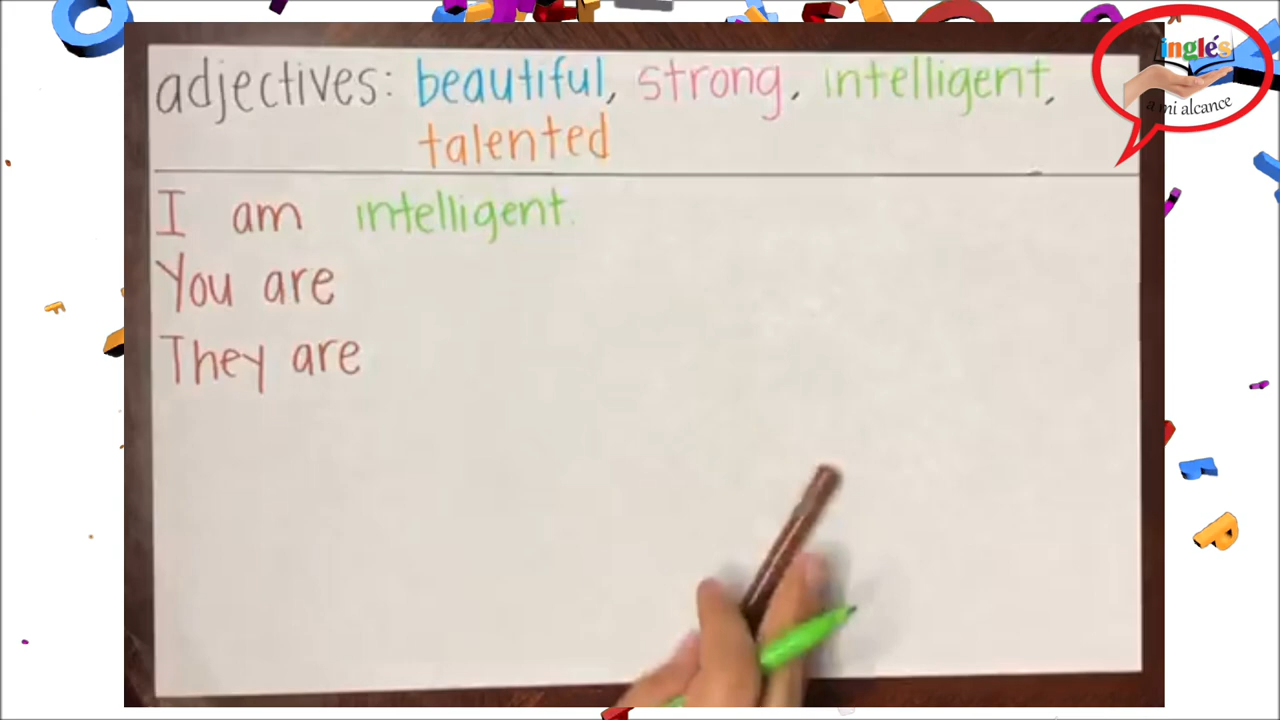 adjectives: beautiful, strong, intelligent,
talented
I am intelligent.
You are
They are
inglés
a mi alcance